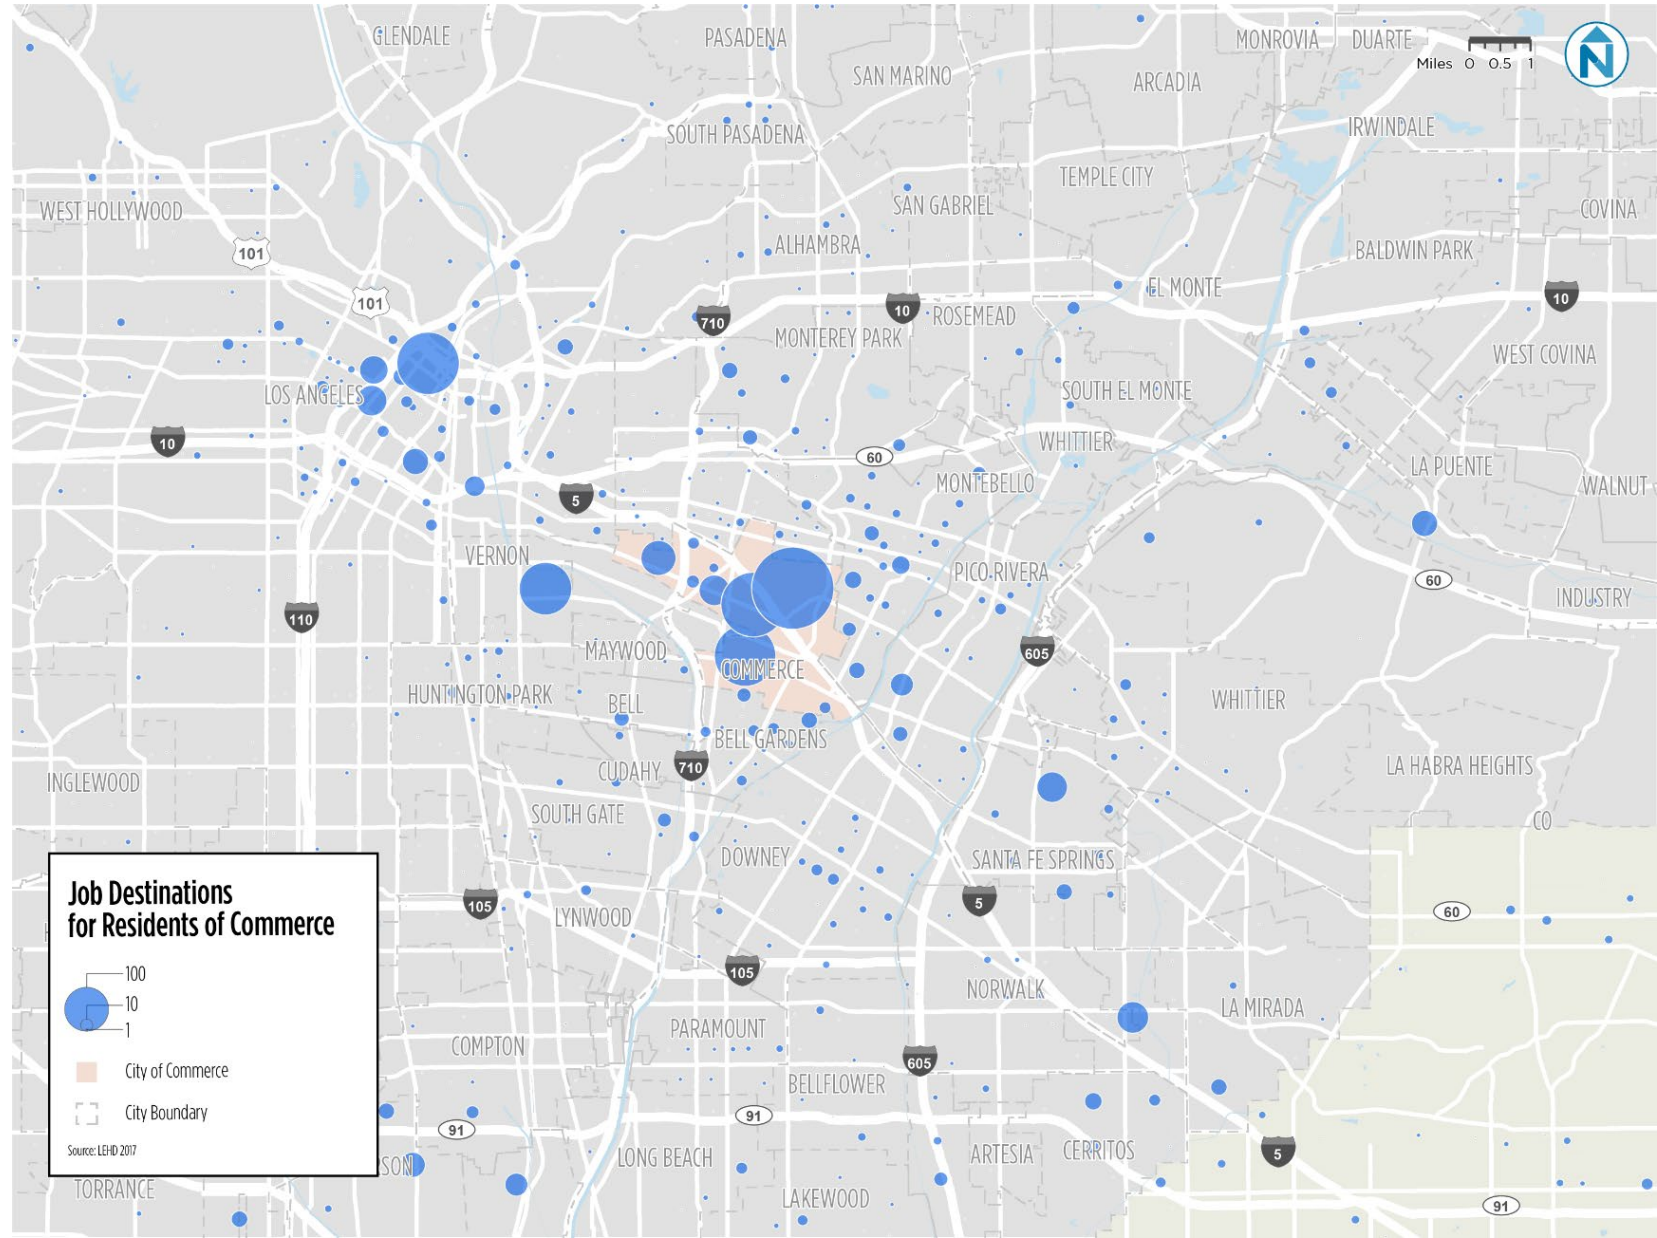 GLENDALE
PASADENA
MONROVIA
DUARTE
Miles 0 0.5 1
N
SAN MARINO
ARCADIA
IRWINDALE
SOUTH PASADENA
TEMPLE CITY
WEST HOLLYWOOD
SAN GABRIEL
COVINA
101
ALHAMBRA
BALDWIN PARK
EL MONTE
101
710
10
ROSEMEAD
10
MONTEREY PARK
WEST COVINA
LOS ANGELES
SOUTH EL MONTE
10
WHITTIER
60
LA PUENTE
MONTEBELLO
WALNUT
5
VERNON
PICO RIVERA
60
INDUSTRY
110
MAYWOOD
605
COMMERCE
HUNTINGTON PARK
BELL
WHITTIER
BELL GARDENS
CUDAHY
710
LA HABRA HEIGHTS
INGLEWOOD
SOUTH GATE
CO
DOWNEY
SANTA FE SPRINGS
105
5
60
LYNWOOD
105
NORWALK
LA MIRADA
PARAMOUNT
COMPTON
605
BELLFLOWER
91
91
SON
LONG BEACH
ARTESIA
CERRITOS
5
TORRANCE
LAKEWOOD
91
Job Destinations
for Residents of Commerce
100
10
1
City of Commerce
City Boundary
Source: LEHD 2017